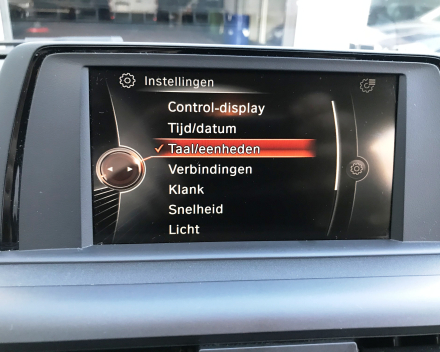 Instellingen
Control-display
Tijd/datum
Taal/eenheden
Verbindingen
Klank
Snelheid
Licht